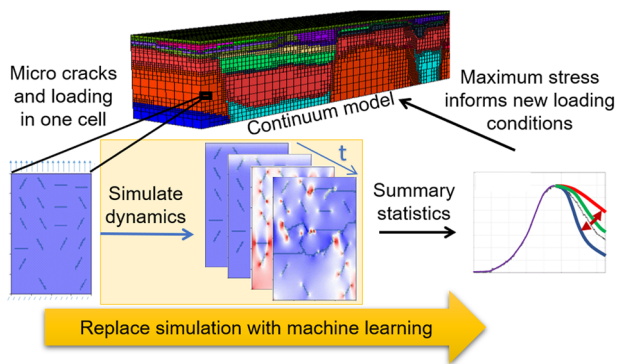 Micro cracks
and loading
in one cell
Continuum model
Maximum stress
informs new loading
conditions
Simulate
dynamics
t
Summary
statistics
Replace simulation with machine learning